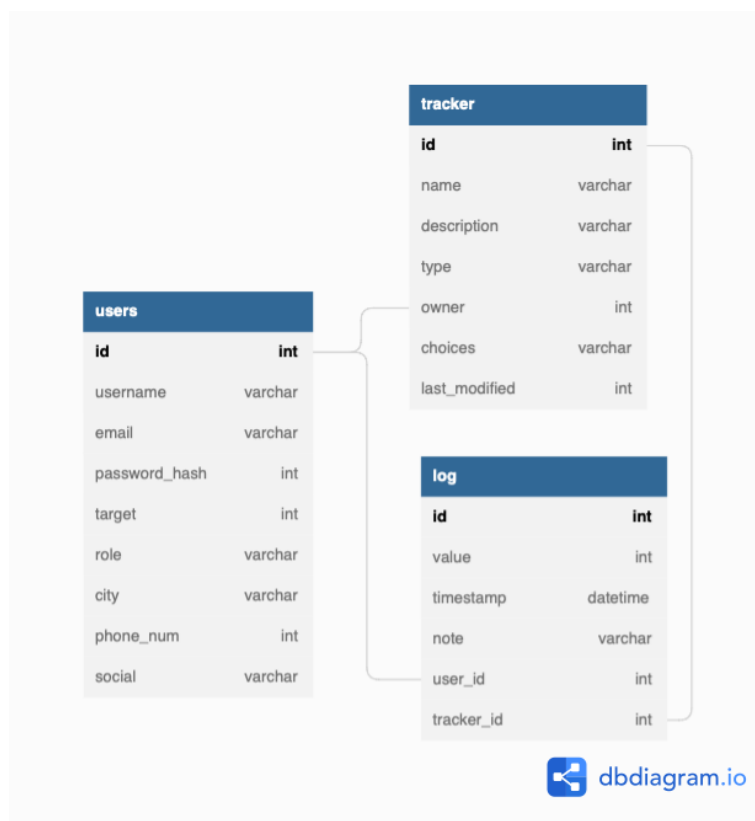 tracker
id int
name varchar
description varchar
type varchar
owner int
choices varchar
last_modified int
users
id int
username varchar
email varchar
password_hash int
target int
role varchar
city varchar
phone_num int
social varchar
log
id int
value int
timestamp datetime
note varchar
user_id int
tracker_id int
dbdiagram.io